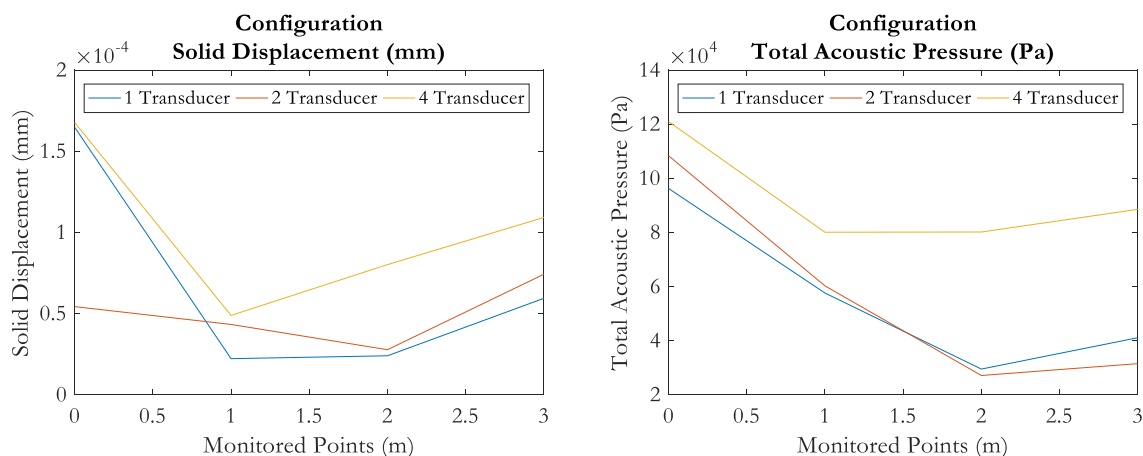 Configuration
Solid Displacement (mm)
×10-4
2
1.5
1
0.5
0
Solid Displacement (mm)
1 Transducer 2 Transducer 4 Transducer
0 0.5 1 1.5 2 2.5 3
Monitored Points (m)
Configuration
Total Acoustic Pressure (Pa)
×104
14
12
10
8
6
4
2
Total Acoustic Pressure (Pa)
1 Transducer 2 Transducer 4 Transducer
0 0.5 1 1.5 2 2.5 3
Monitored Points (m)